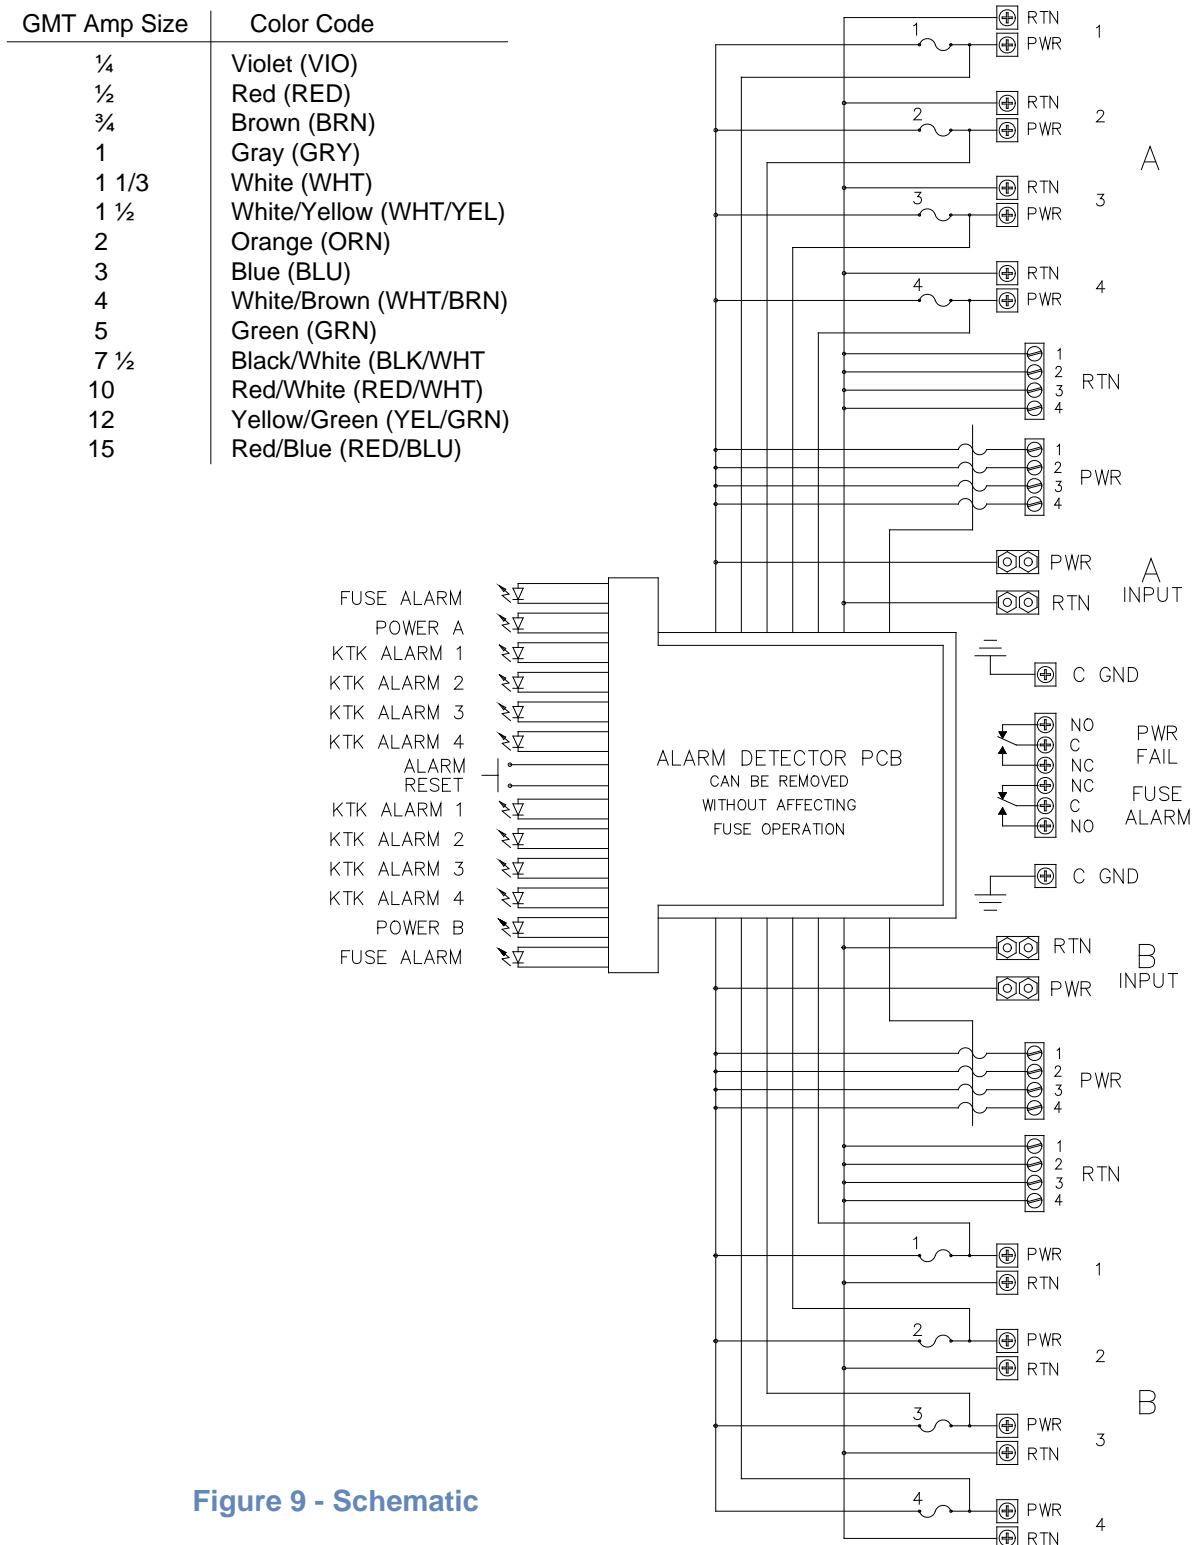 GMT Amp Size Color Code
¼ Violet (VIO)
½ Red (RED)
¾ Brown (BRN)
1 Gray (GRY)
1 1/3 White (WHT)
1 ½ White/Yellow (WHT/YEL)
2 Orange (ORN)
3 Blue (BLU)
4 White/Brown (WHT/BRN)
5 Green (GRN)
7 ½ Black/White (BLK/WHT
10 Red/White (RED/WHT)
12 Yellow/Green (YEL/GRN)
15 Red/Blue (RED/BLU)
RTN
1
1 PWR
RTN
2
2 PWR
A
RTN
3
3 PWR
RTN
4
4 PWR
1
2
RTN
3
4
1
2
PWR
3
4
PWR
A
INPUT
RTN
FUSE ALARM
POWER A
KTK ALARM 1
KTK ALARM 2
KTK ALARM 3
KTK ALARM 4
ALARM
RESET
KTK ALARM 1
KTK ALARM 2
KTK ALARM 3
KTK ALARM 4
POWER B
FUSE ALARM
ALARM DETECTOR PCB
CAN BE REMOVED
WITHOUT AFFECTING
FUSE OPERATION
C GND
NO
C
NC
PWR
FAIL
NC
C
NO
FUSE
ALARM
C GND
RTN
B
INPUT
PWR
1
2
PWR
3
4
1
2
RTN
3
4
1 PWR
1
RTN
2 PWR
2
RTN
B
3 PWR
3
RTN
4 PWR
4
RTN
Figure 9 - Schematic